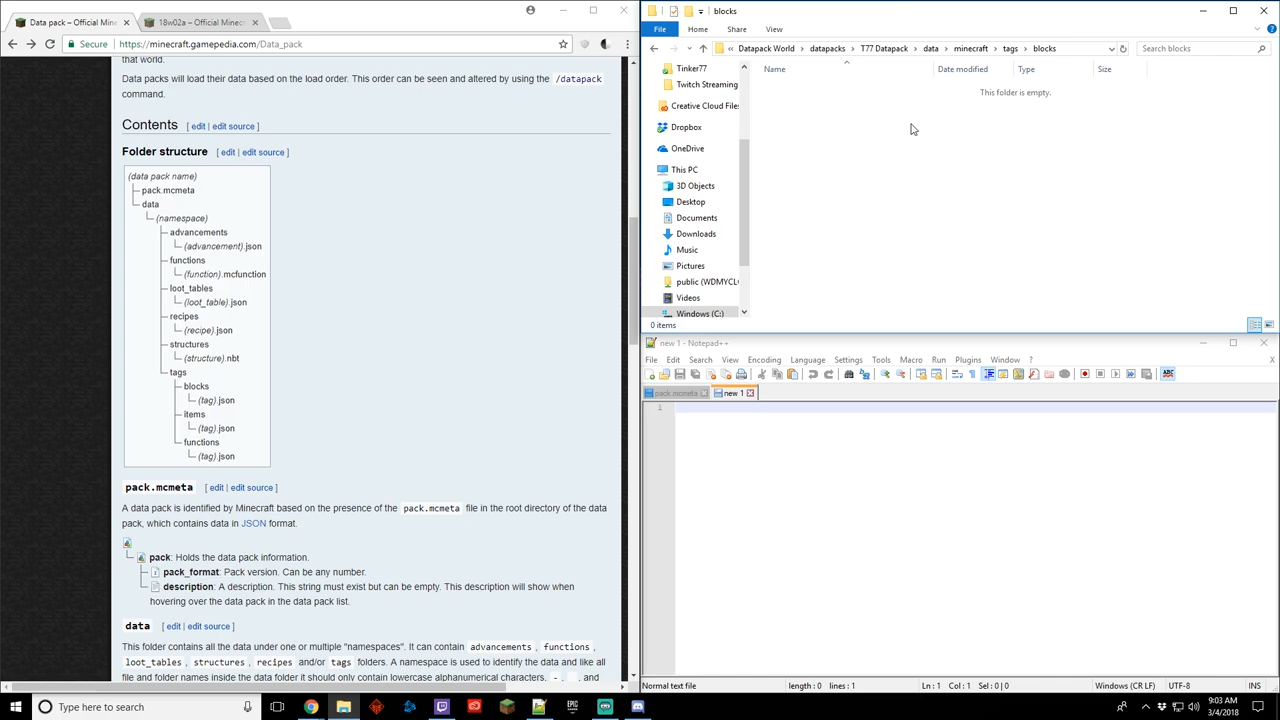 Data pack – Official Mine
18w02a – Official Minec
Secure
https://minecraft.gamepedia.com/Data_pack
that world.
Data packs will load their data based on the load order. This order can be seen and altered by using the /datapack
command.
Contents [ edit | edit source ]
Folder structure [ edit | edit source ]
(data pack name)
pack.mcmeta
data
(namespace)
advancements
(advancement).json
functions
(function).mcfunction
loot_tables
(loot_table).json
recipes
(recipe).json
structures
(structure).nbt
tags
blocks
(tag).json
items
(tag).json
functions
(tag).json
pack.mcmeta [ edit | edit source ]
A data pack is identified by Minecraft based on the presence of the pack.mcmeta file in the root directory of the data
pack, which contains data in JSON format.
pack: Holds the data pack information.
pack_format: Pack version. Can be any number.
description: A description. This string must exist but can be empty. This description will show when
hovering over the data pack in the data pack list.
data [ edit | edit source ]
This folder contains all the data under one or multiple "namespaces". It can contain advancements , functions ,
loot_tables , structures , recipes and/or tags folders. A namespace is used to identify the data and like all
file and folder names inside the data folder it should only contain lowercase alphanumerical characters, - , _ , and
blocks
File Home Share View
Datapack World datapacks T77 Datapack data minecraft tags blocks
Search blocks
Name Date modified Type Size
This folder is empty.
Tinker77
Twitch Streaming
Creative Cloud Files
Dropbox
OneDrive
This PC
3D Objects
Desktop
Documents
Downloads
Music
Pictures
public (WDMYCL
Videos
Windows (C:)
0 items
new 1 - Notepad++
File Edit Search View Encoding Language Settings Tools Macro Run Plugins Window ? X
pack.mcmeta new 1
1
Normal text file length : 0 lines : 1 Ln : 1 Col : 1 Sel : 0 | 0 Windows (CR LF) UTF-8 INS
Type here to search
9:03 AM
3/4/2018